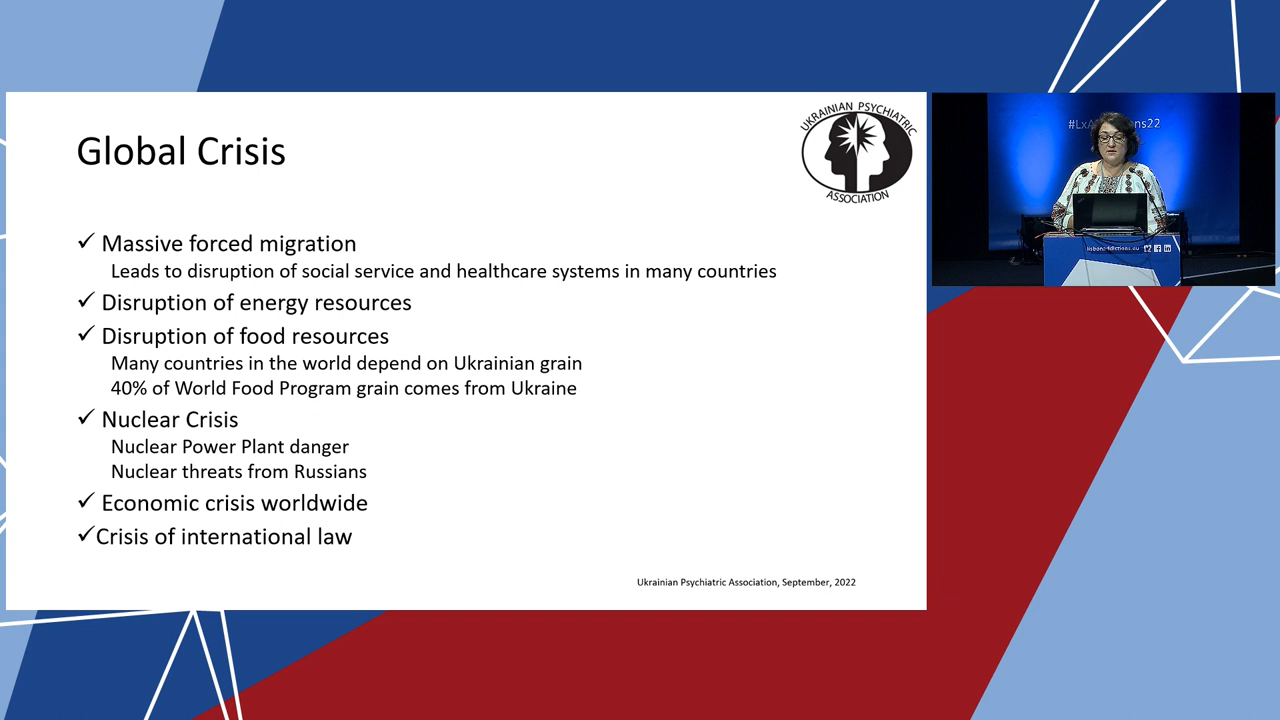 Global Crisis
UKRAINIAN PSYCHIATRIC
ASSOCIATION
✓ Massive forced migration
Leads to disruption of social service and healthcare systems in many countries
✓ Disruption of energy resources
✓ Disruption of food resources
Many countries in the world depend on Ukrainian grain
40% of World Food Program grain comes from Ukraine
✓ Nuclear Crisis
Nuclear Power Plant danger
Nuclear threats from Russians
✓ Economic crisis worldwide
✓Crisis of international law
Ukrainian Psychiatric Association, September, 2022